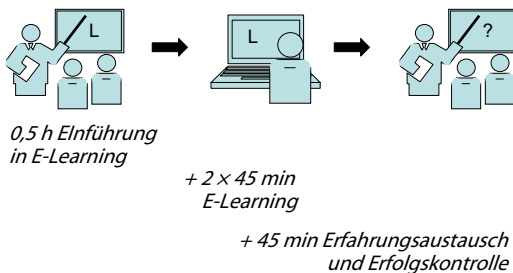 L
L
?
0,5 h EInführung
in E-Learning
+ 2 × 45 min
E-Learning
+ 45 min Erfahrungsaustausch
und Erfolgskontrolle